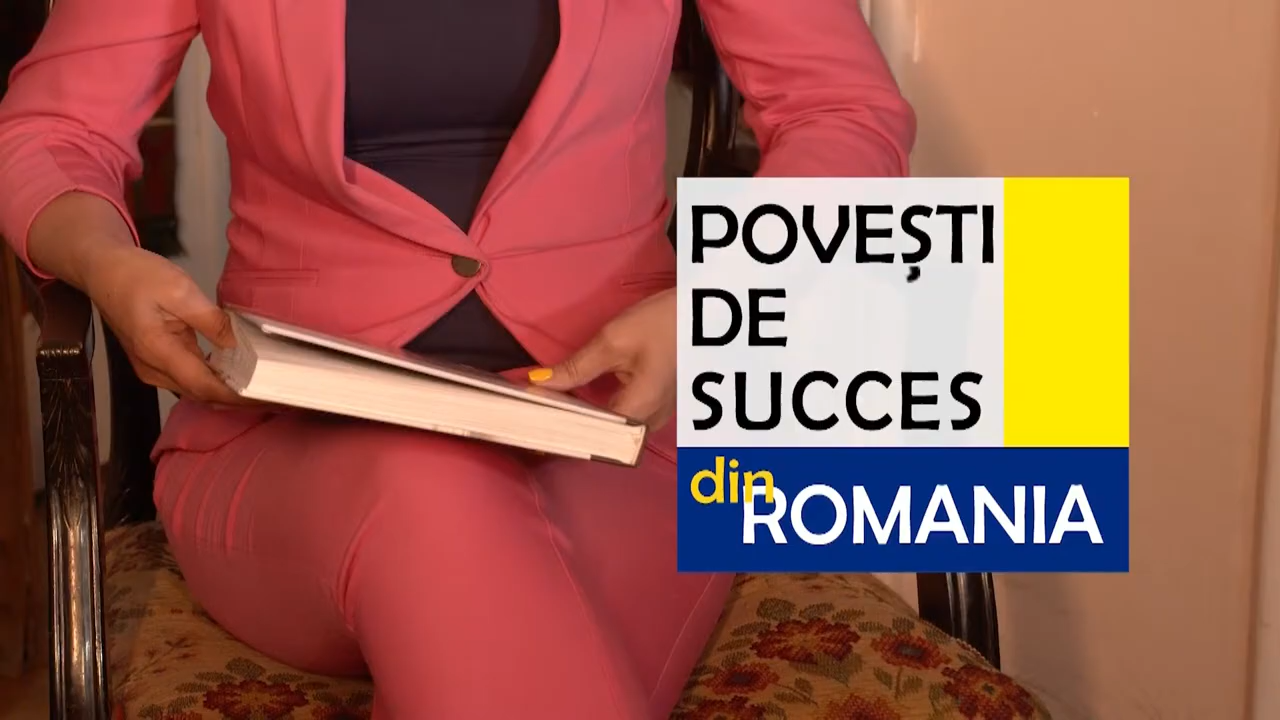 POVEȘTI
DE
SUCCES
din
ROMANIA